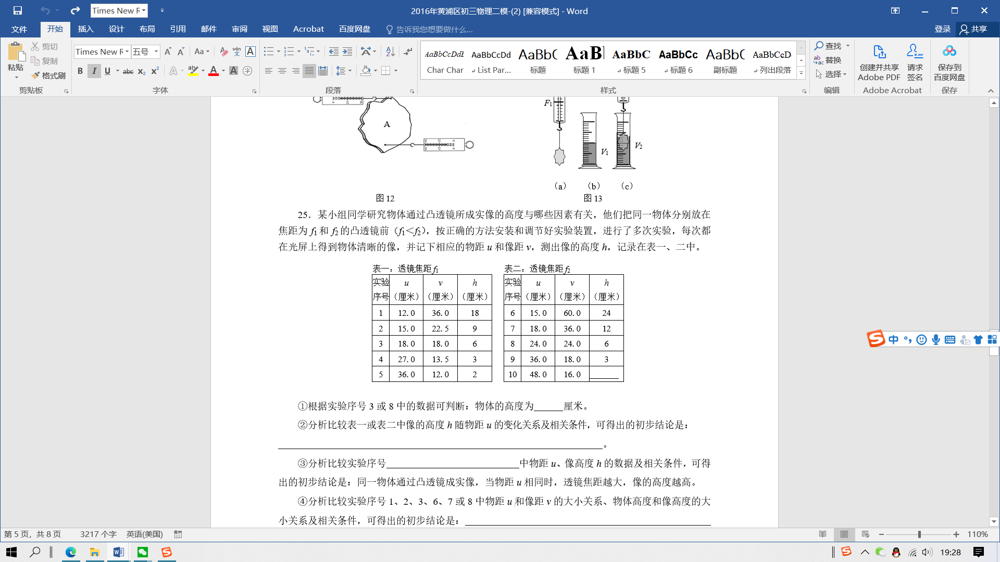 Times New R
2016年黄浦区初三物理二模-(2) [兼容模式] - Word
文件 开始 插入 设计 布局 引用 邮件 审阅 视图 Acrobat 百度网盘 告诉我您想要做什么... 登录 共享
粘贴 剪切 复制 格式刷
Times New R 五号
AaBbCcDdE AaBbCcDd AaBbC AaB AaBbC AaBbCc AaBbC AaBbCcD
Char Char List Par... 标题 标题 1 标题 5 标题 6 副标题 列出段落
查找 替换 选择
创建并共享 Adobe PDF 请求签名 保存到百度网盘
剪贴板 字体 段落 样式 编辑 Adobe Acrobat 保存
A
F1 V1 V2
(a) (b) (c)
图 12 图 13
25．某小组同学研究物体通过凸透镜所成实像的高度与哪些因素有关，他们把同一物体分别放在
焦距为 f1 和 f2 的凸透镜前（f1＜f2），按正确的方法安装和调节好实验装置，进行了多次实验，每次都
在光屏上得到物体清晰的像，并记下相应的物距 u 和像距 v，测出像的高度 h，记录在表一、二中。
表一：透镜焦距 f1 表二：透镜焦距 f2
实验序号 u（厘米） v（厘米） h（厘米） 实验序号 u（厘米） v（厘米） h（厘米）
1 12.0 36.0 18 6 15.0 60.0 24
2 15.0 22.5 9 7 18.0 36.0 12
3 18.0 18.0 6 8 24.0 24.0 6
4 27.0 13.5 3 9 36.0 18.0 3
5 36.0 12.0 2 10 48.0 16.0 ______
①根据实验序号 3 或 8 中的数据可判断：物体的高度为______厘米。
②分析比较表一或表二中像的高度 h 随物距 u 的变化关系及相关条件，可得出的初步结论是：
______。
③分析比较实验序号______中物距 u、像高度 h 的数据及相关条件，可得
出的初步结论是：同一物体通过凸透镜成实像，当物距 u 相同时，透镜焦距越大，像的高度越高。
④分析比较实验序号 1、2、3、6、7 或 8 中物距 u 和像距 v 的大小关系、物体高度和像高度的大
小关系及相关条件，可得出的初步结论是：______
中
第 5 页，共 8 页 3217 个字 英语(美国) 110%
19:28